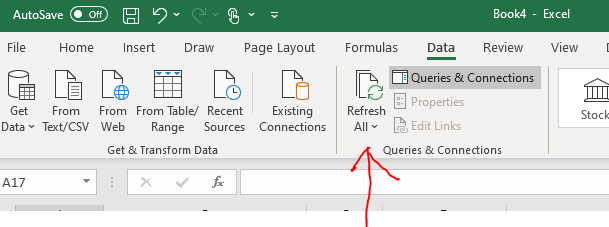 AutoSave Off Book4 - Excel
File Home Insert Draw Page Layout Formulas Data Review View Develop
Get Data From Text/CSV From Web From Table/ Range Recent Sources Existing Connections
Get & Transform Data
Refresh All
Queries & Connections
Properties
Edit Links
Queries & Connections
Stock
A17 fx